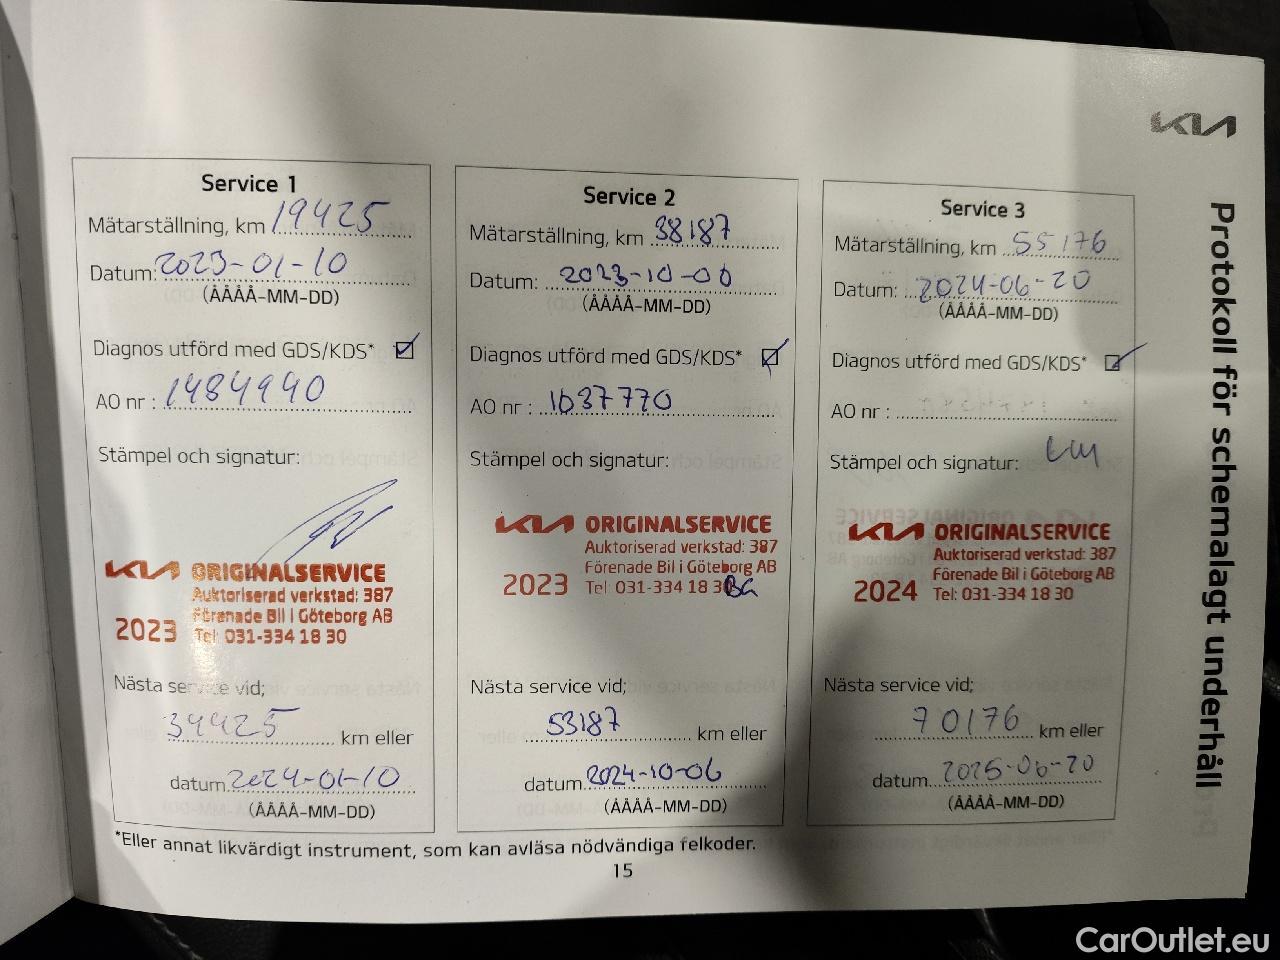 KIA
Protokoll för schemalagt underhåll
Service 1
Mätarställning, km 19425
Datum: 2023-01-10
(ÅÅÅÅ-MM-DD)
Diagnos utförd med GDS/KDS*
AO nr : 1484990
Stämpel och signatur:
KIA ORIGINALSERVICE
Auktoriserad verkstad: 387
Förenade Bil i Göteborg AB
2023 Tel: 031-334 18 30
Nästa service vid;
34425 km eller
datum 2024-01-10
(ÅÅÅÅ-MM-DD)
Service 2
Mätarställning, km 38187
Datum: 2023-10-06
(ÅÅÅÅ-MM-DD)
Diagnos utförd med GDS/KDS*
AO nr : 1037770
Stämpel och signatur:
KIA ORIGINALSERVICE
Auktoriserad verkstad: 387
Förenade Bil i Göteborg AB
2023 Tel: 031-334 18 30
Nästa service vid;
53187 km eller
datum 2024-10-06
(ÅÅÅÅ-MM-DD)
Service 3
Mätarställning, km 55176
Datum: 2024-06-20
(ÅÅÅÅ-MM-DD)
Diagnos utförd med GDS/KDS*
AO nr :
Stämpel och signatur:
KIA ORIGINALSERVICE
Auktoriserad verkstad: 387
Förenade Bil i Göteborg AB
2024 Tel: 031-334 18 30
Nästa service vid;
70176 km eller
datum 2025-06-20
(ÅÅÅÅ-MM-DD)
*Eller annat likvärdigt instrument, som kan avläsa nödvändiga felkoder.
15
CarOutlet.eu